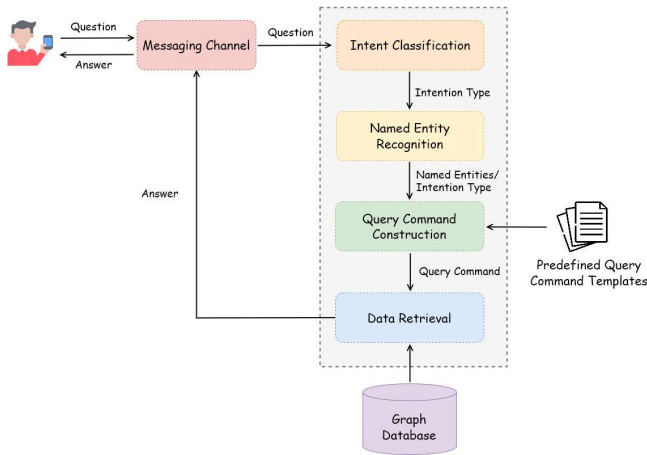 Question
Answer
Messaging Channel
Question
Intent Classification
Intention Type
Named Entity
Recognition
Named Entities/
Intention Type
Answer
Query Command
Construction
Predefined Query
Command Templates
Query Command
Data Retrieval
Graph
Database